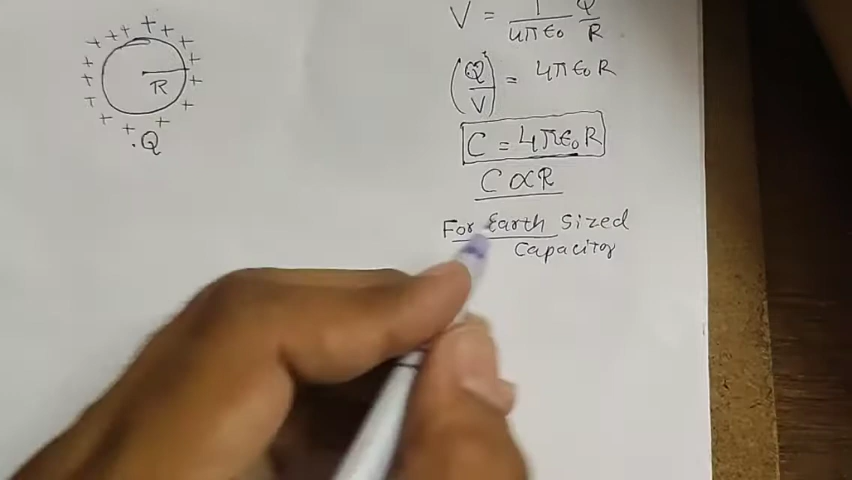 + + + + + + + + + + + + + + + +
R
. Q
V = 1/4πε₀ Q/R
(Q/V) = 4πε₀R
C = 4πε₀R
C ∝ R
For Earth Sized
Capacitor